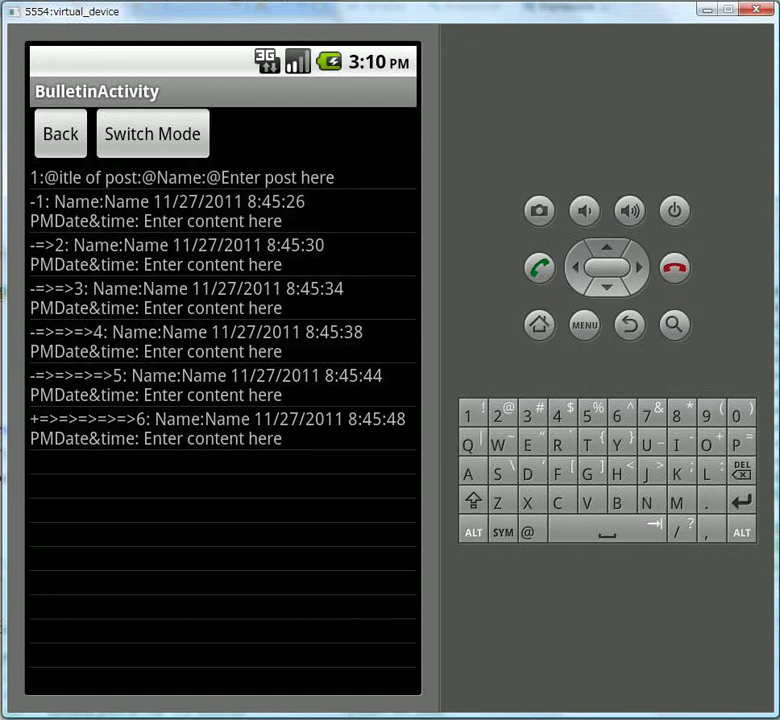 5554:virtual_device
3G
3:10 PM
BulletinActivity
Back
Switch Mode
1:@itle of post:@Name:@Enter post here
-1: Name:Name 11/27/2011 8:45:26
PMDate&time: Enter content here
-=>2: Name:Name 11/27/2011 8:45:30
PMDate&time: Enter content here
-=>=>3: Name:Name 11/27/2011 8:45:34
PMDate&time: Enter content here
-=>=>=>4: Name:Name 11/27/2011 8:45:38
PMDate&time: Enter content here
-=>=>=>=>5: Name:Name 11/27/2011 8:45:44
PMDate&time: Enter content here
+=>=>=>=>=>6: Name:Name 11/27/2011 8:45:48
PMDate&time: Enter content here
MENU
1 ! 2 @ 3 # 4 $ 5 % 6 ^ 7 & 8 * 9 ( 0 )
Q | W ~ E “ R ` T { Y } U _ I - O + P =
A S \ D ‘ F [ G ] H < J > K ; L : DEL
Z X C V B N M .
ALT SYM @ / ? , ALT